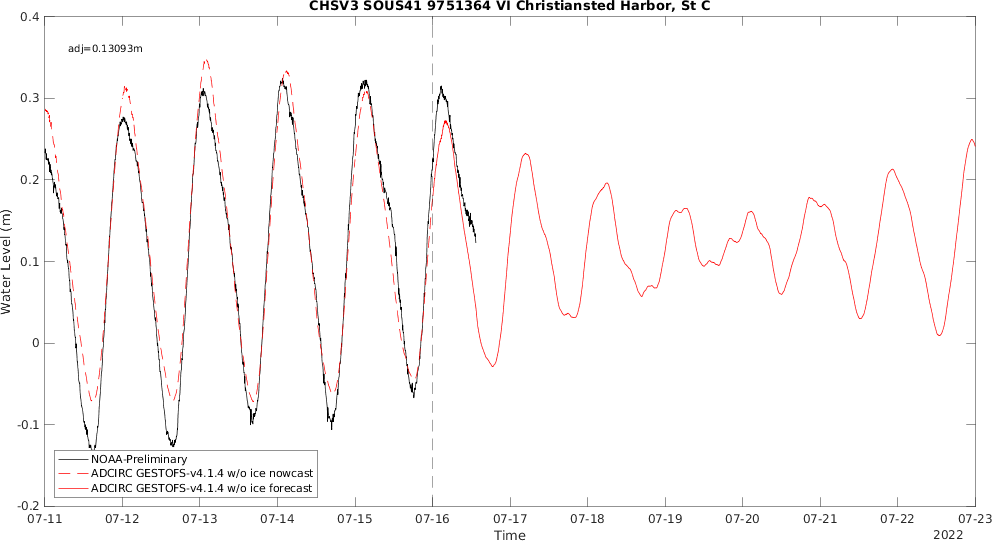 CHSV3 SOUS41 9751364 VI Christiansted Harbor, St C
adj=0.13093m
0.4
0.3
0.2
0.1
0
-0.1
-0.2
Water Level (m)
NOAA-Preliminary
ADCIRC GESTOFS-v4.1.4 w/o ice nowcast
ADCIRC GESTOFS-v4.1.4 w/o ice forecast
07-11 07-12 07-13 07-14 07-15 07-16 07-17 07-18 07-19 07-20 07-21 07-22 07-23
Time
2022